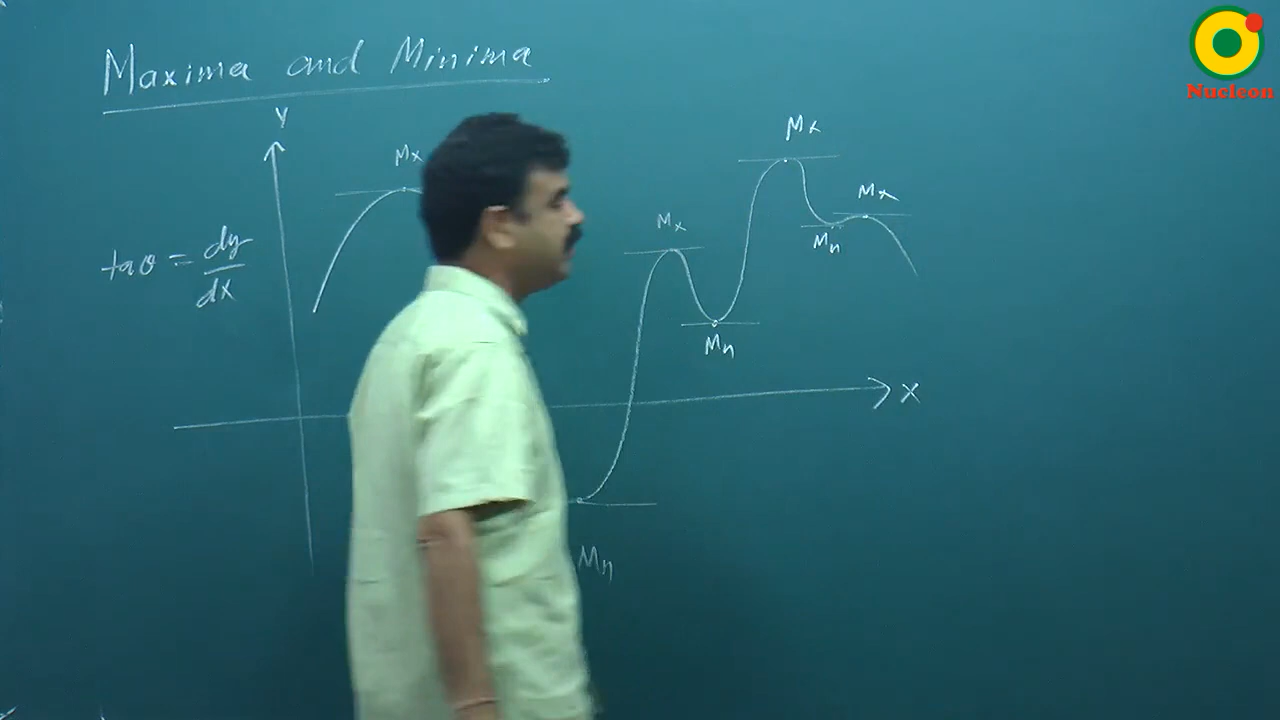 Maxima and Minima
Y
Mx
Mx
Mx
Mx
Mn
Mn
tanθ = dy/dx
X
Mn
Nucleon